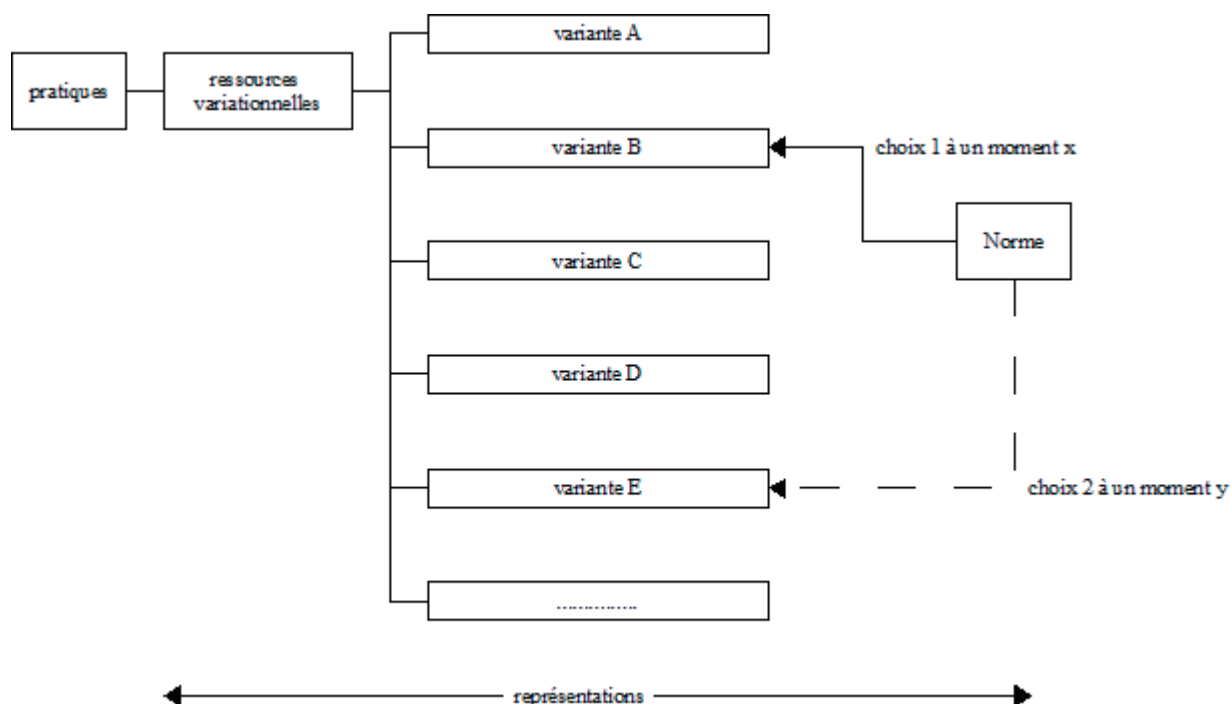 variante A
pratiques
ressources
variationnelles
variante B
choix 1 à un moment x
Norme
variante C
variante D
variante E
choix 2 à un moment y
..............
représentations